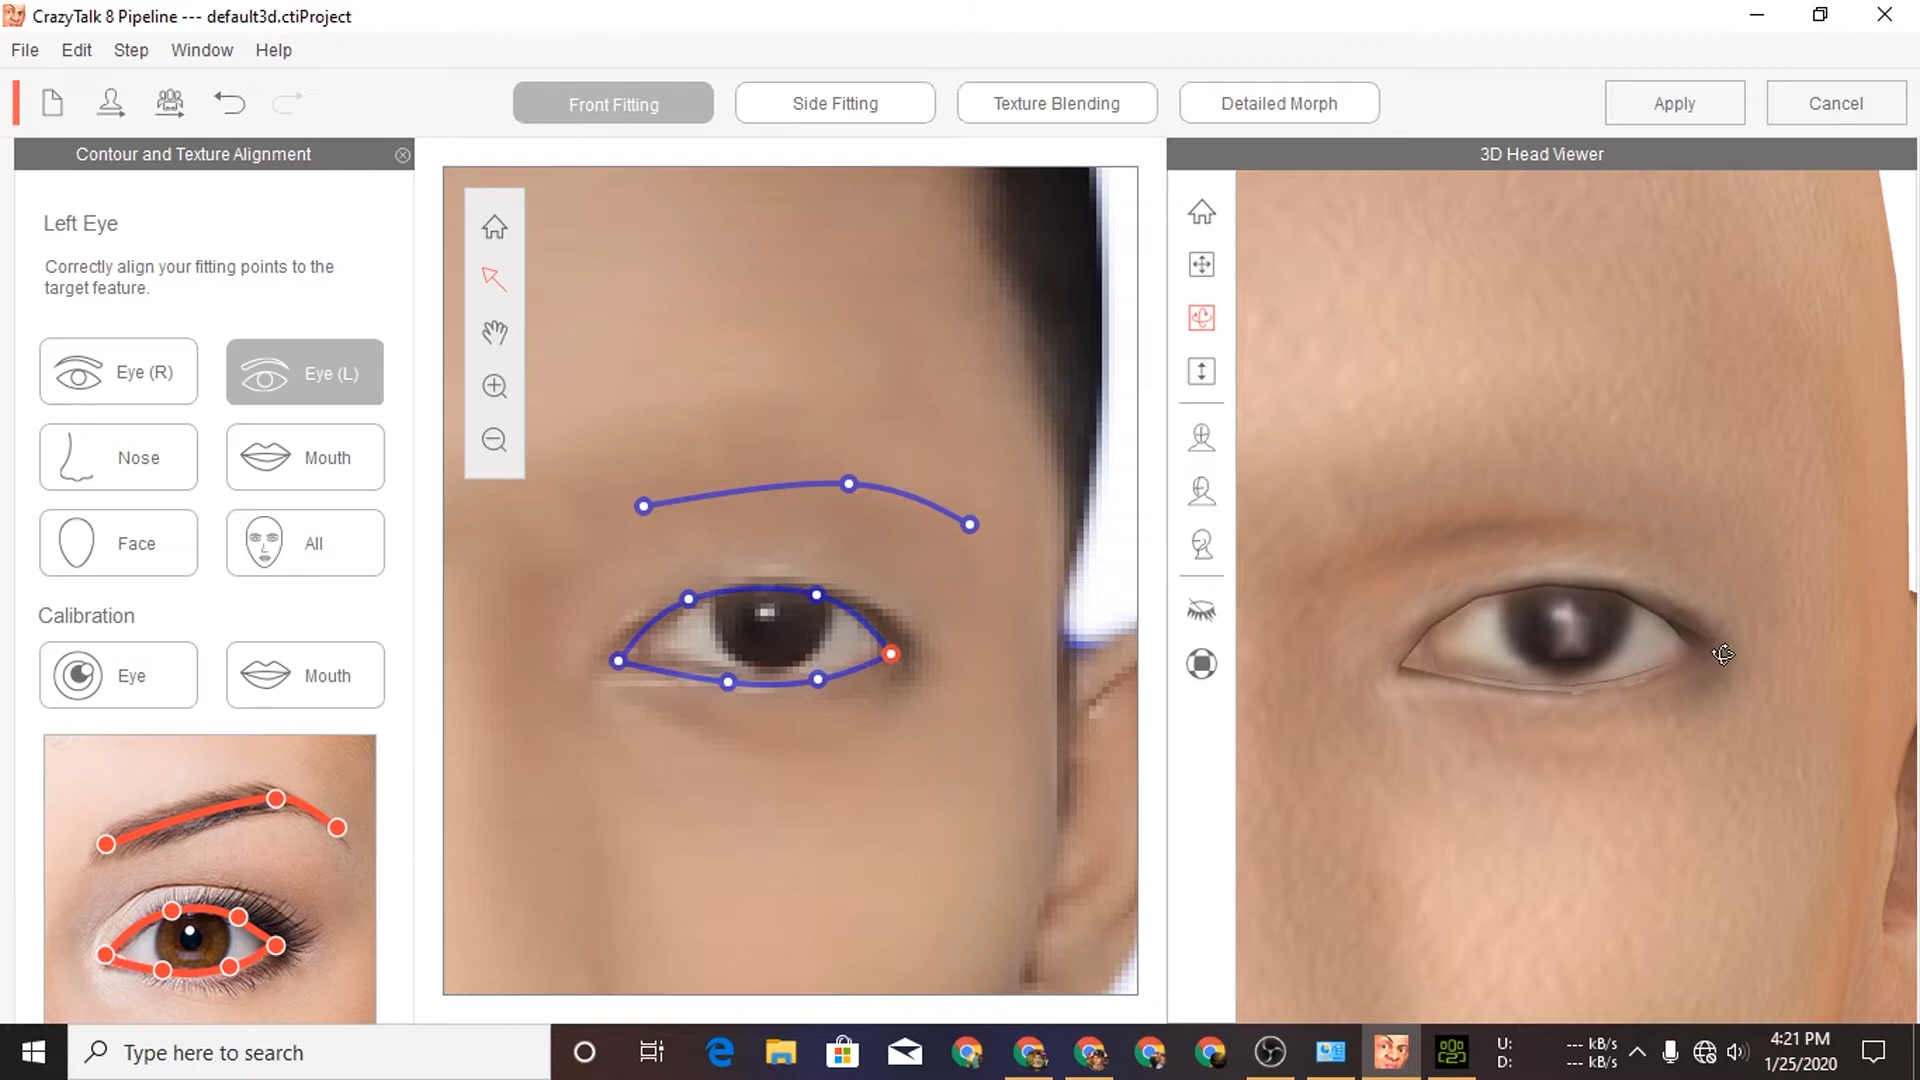 CrazyTalk 8 Pipeline --- default3d.ctiProject
File Edit Step Window Help
Front Fitting Side Fitting Texture Blending Detailed Morph Apply Cancel
Contour and Texture Alignment
3D Head Viewer
Left Eye
Correctly align your fitting points to the
target feature.
Eye (R) Eye (L)
Nose Mouth
Face All
Calibration
Eye Mouth
Type here to search
U: --- kB/s
D: --- kB/s
4:21 PM
1/25/2020